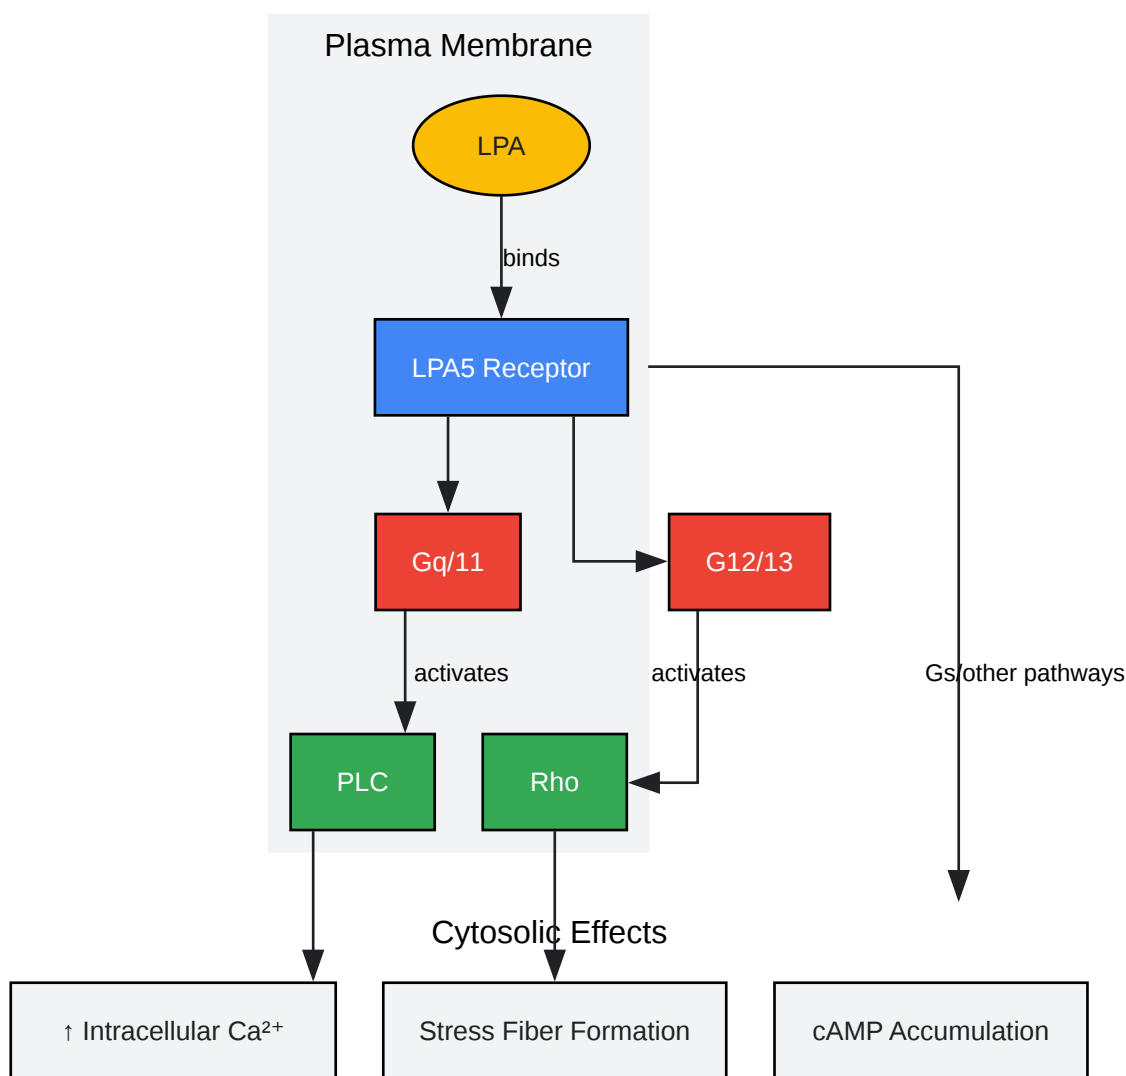 Plasma Membrane
LPA
binds
LPA5 Receptor
Gq/11
G12/13
activates
activates
Gs/other pathways
PLC
Rho
Cytosolic Effects
↑ Intracellular Ca²⁺
Stress Fiber Formation
cAMP Accumulation